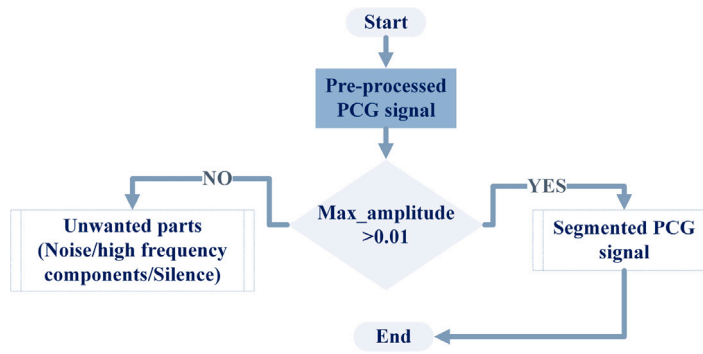 Start
Pre-processed
PCG signal
NO
YES
Max_amplitude
>0.01
Unwanted parts
(Noise/high frequency
components/Silence)
Segmented PCG
signal
End